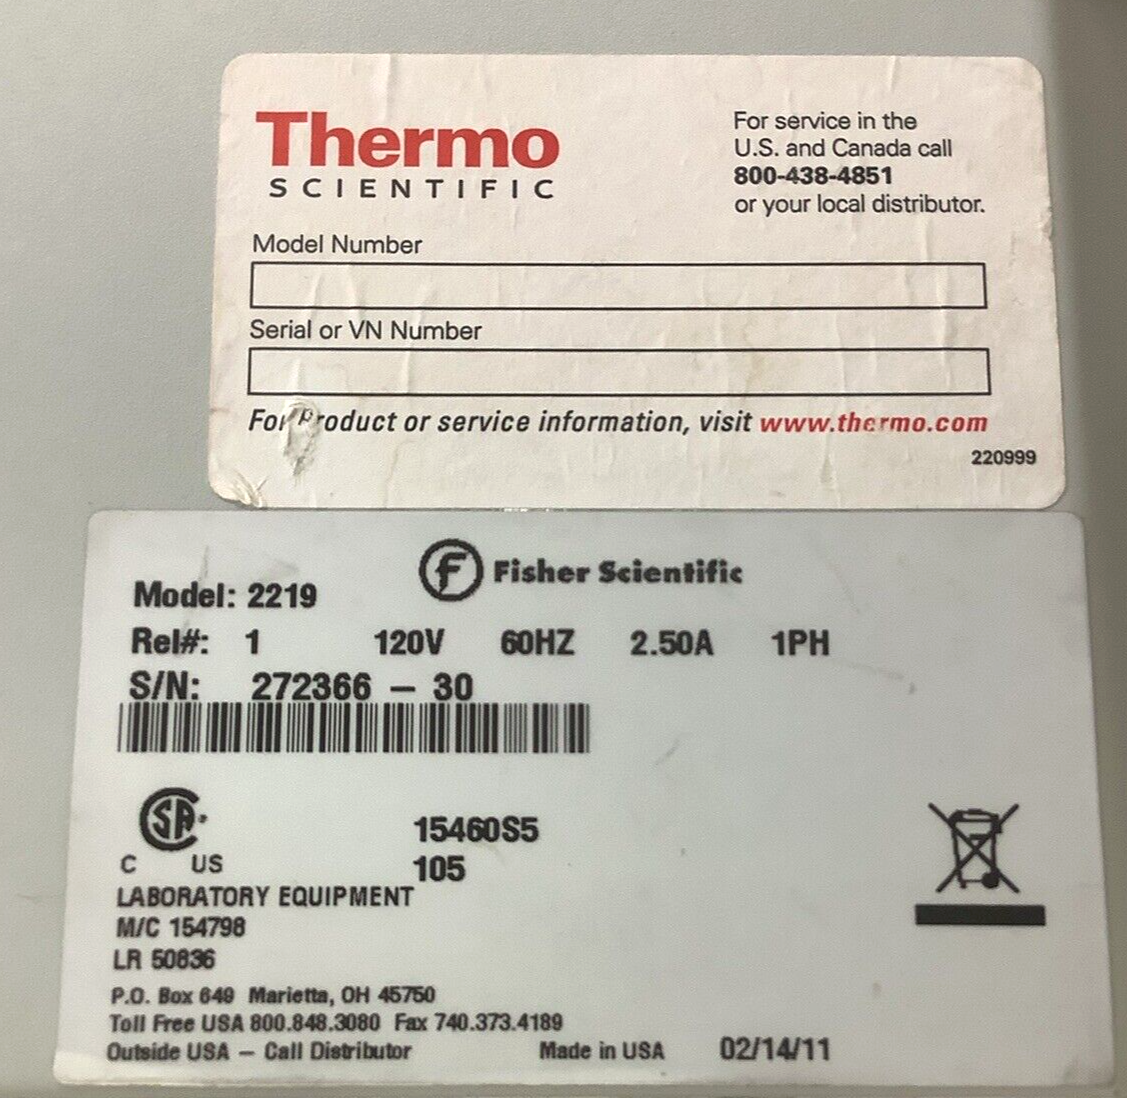 Thermo
SCIENTIFIC
For service in the
U.S. and Canada call
800-438-4851
or your local distributor.
Model Number
Serial or VN Number
For Product or service information, visit www.thermo.com
220999
F Fisher Scientific
Model: 2219
Rel#: 1 120V 60HZ 2.50A 1PH
S/N: 272366 - 30
SA
C US
15460S5
105
LABORATORY EQUIPMENT
M/C 154798
LR 50836
P.O. Box 649 Marietta, OH 45750
Toll Free USA 800.848.3080 Fax 740.373.4189
Outside USA - Call Distributor Made in USA 02/14/11